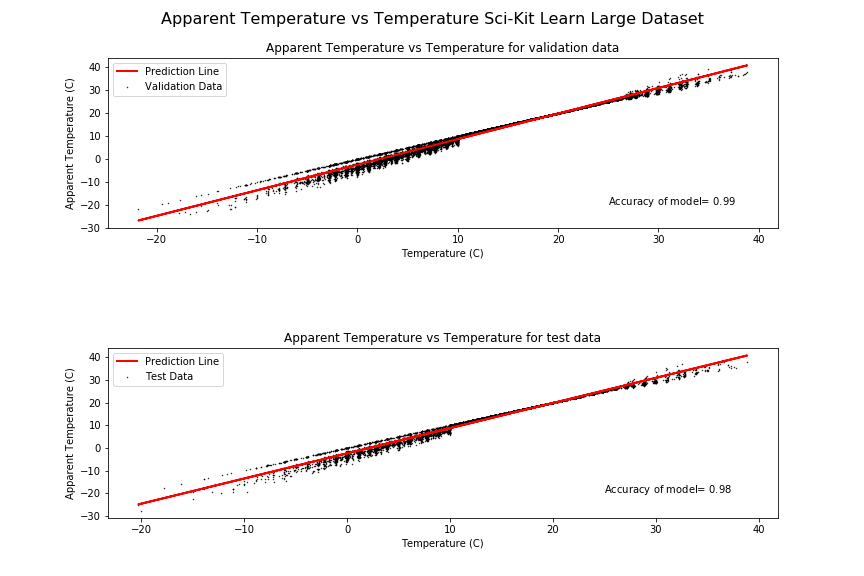 Apparent Temperature vs Temperature Sci-Kit Learn Large Dataset
Apparent Temperature vs Temperature for validation data
Apparent Temperature (C)
40
30
20
10
0
−10
−20
−30
Prediction Line
Validation Data
Accuracy of model= 0.99
−20 −10 0 10 20 30 40
Temperature (C)
Apparent Temperature vs Temperature for test data
Apparent Temperature (C)
40
30
20
10
0
−10
−20
−30
Prediction Line
Test Data
Accuracy of model= 0.98
−20 −10 0 10 20 30 40
Temperature (C)